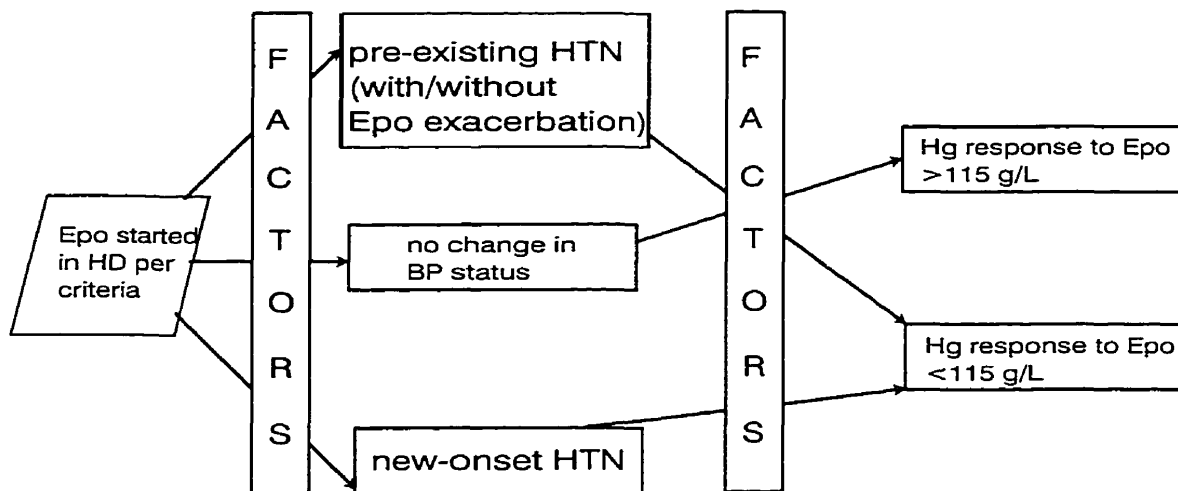 Epo started
in HD per
criteria
F
A
C
T
O
R
S
pre-existing HTN
(with/without
Epo exacerbation)
no change in
BP status
new-onset HTN
F
A
C
T
O
R
S
Hg response to Epo
>115 g/L
Hg response to Epo
<115 g/L